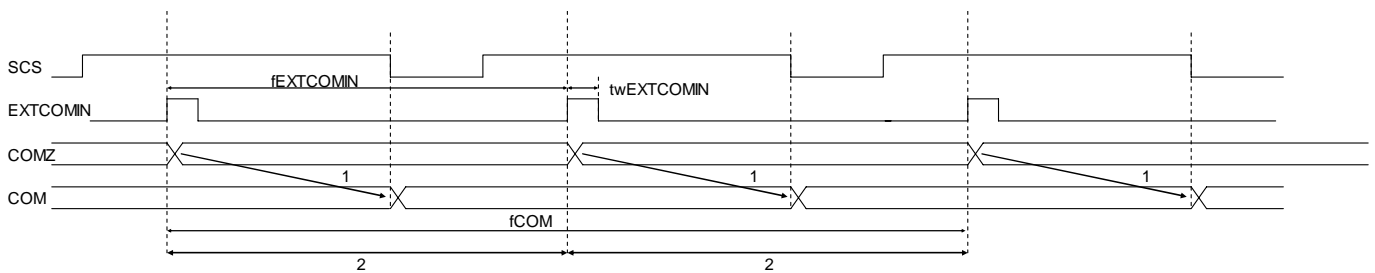 SCS
fEXTCOMIN
twEXTCOMIN
EXTCOMIN
COMZ
1 1 1
COM
fCOM
2 2